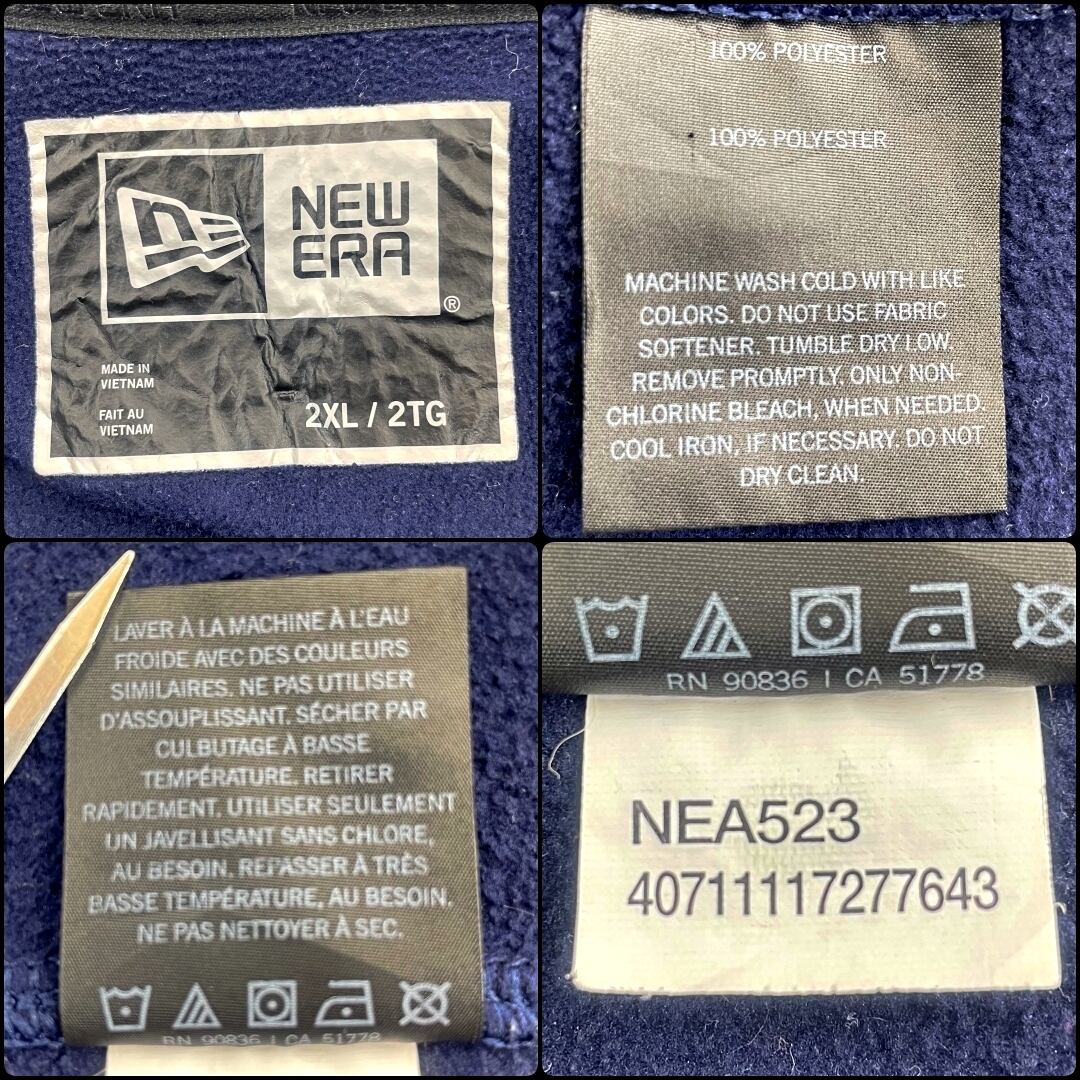 NEW
ERA
®
MADE IN
VIETNAM
FAIT AU
VIETNAM
2XL / 2TG
100% POLYESTER
100% POLYESTER
MACHINE WASH COLD WITH LIKE
COLORS. DO NOT USE FABRIC
SOFTENER. TUMBLE DRY LOW.
REMOVE PROMPTLY. ONLY NON-
CHLORINE BLEACH, WHEN NEEDED.
COOL IRON, IF NECESSARY. DO NOT
DRY CLEAN.
LAVER À LA MACHINE À L'EAU
FROIDE AVEC DES COULEURS
SIMILAIRES. NE PAS UTILISER
D'ASSOUPLISSANT. SÉCHER PAR
CULBUTAGE À BASSE
TEMPÉRATURE. RETIRER
RAPIDEMENT. UTILISER SEULEMENT
UN JAVELLISANT SANS CHLORE,
AU BESOIN. REPASSER À TRÈS
BASSE TEMPÉRATURE, AU BESOIN.
NE PAS NETTOYER À SEC.
RN 90836 | CA 51778
RN 90836 | CA 51778
NEA523
40711117277643